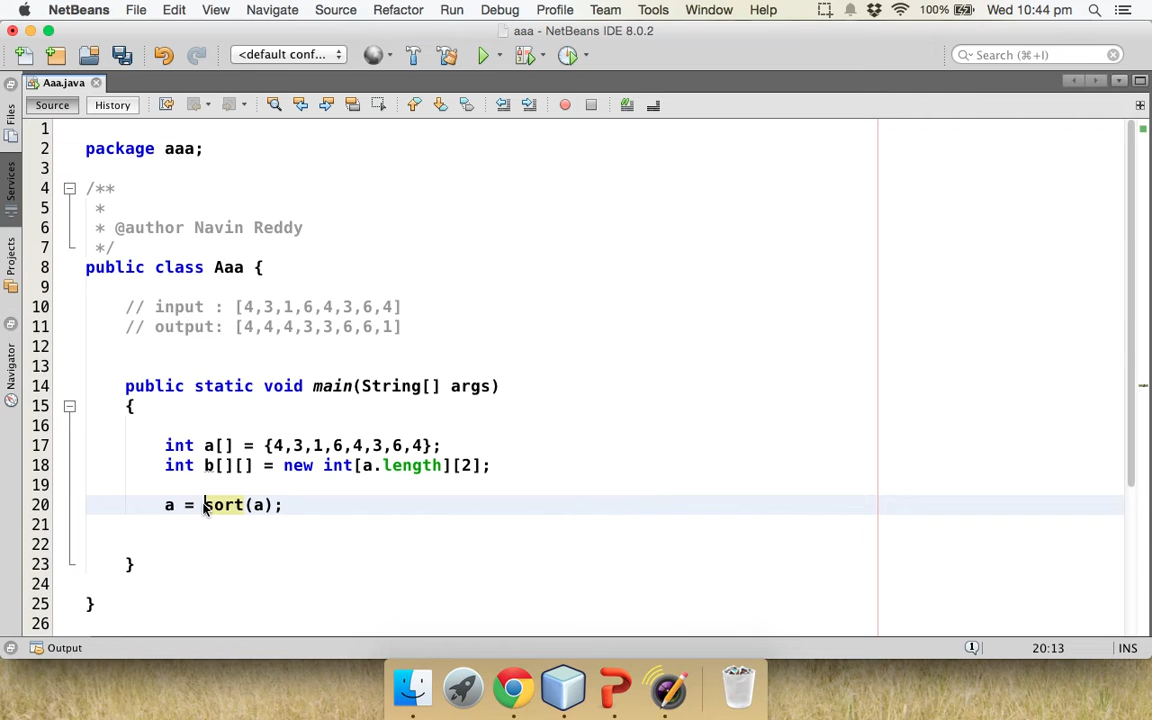 NetBeans File Edit View Navigate Source Refactor Run Debug Profile Team Tools Window Help 100% Wed 10:44 pm
aaa - NetBeans IDE 8.0.2
<default conf... Search (⌘+I)
Aaa.java
Source History
Files
Services
Projects
Navigator
1
2 package aaa;
3
4 /**
5 *
6 * @author Navin Reddy
7 */
8 public class Aaa {
9
10 // input : [4,3,1,6,4,3,6,4]
11 // output: [4,4,4,3,3,6,6,1]
12
13
14 public static void main(String[] args)
15 {
16
17 int a[] = {4,3,1,6,4,3,6,4};
18 int b[][] = new int[a.length][2];
19
20 a = sort(a);
21
22
23 }
24
25 }
26
Output 1 20:13 INS